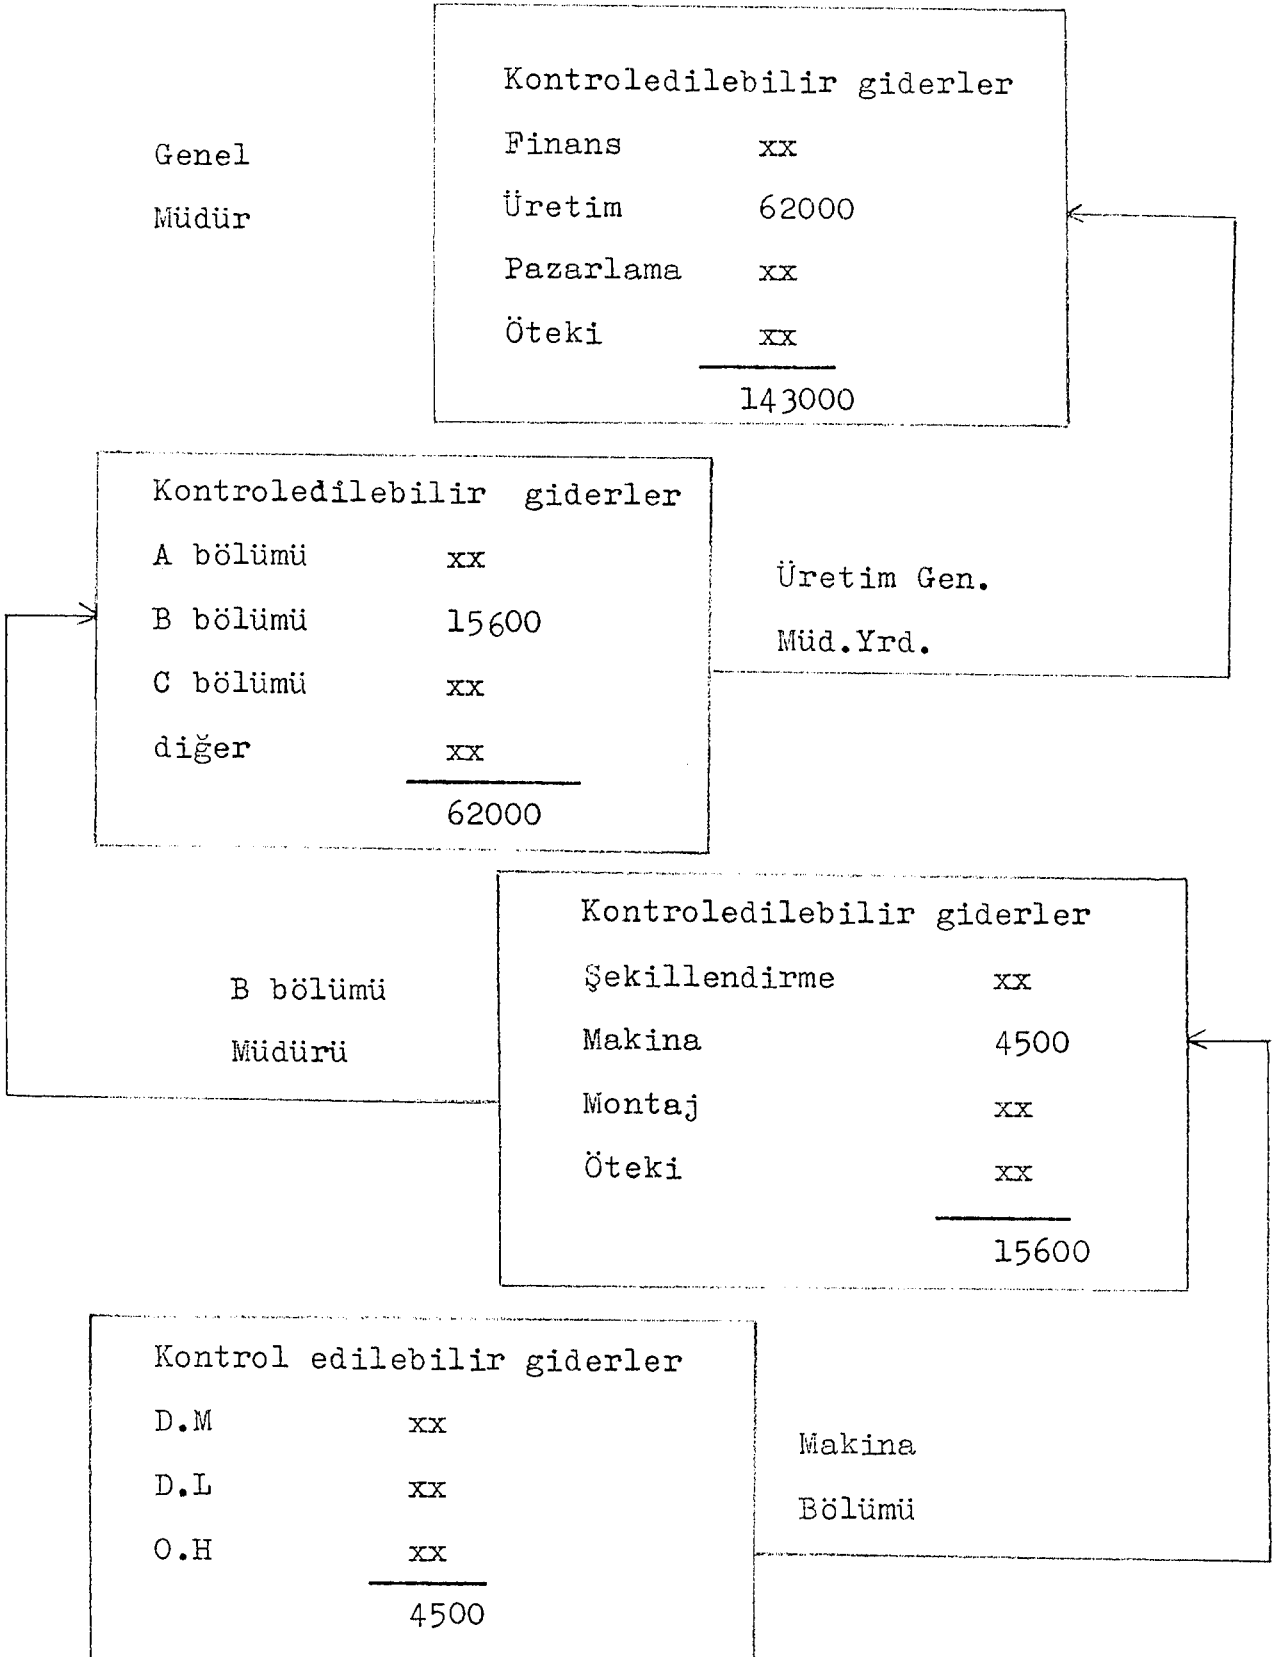 Genel
Müdür
Kontroledilebilir giderler
Finans xx
Üretim 62000
Pazarlama xx
Öteki xx
143000
Kontroledilebilir giderler
A bölümü xx
B bölümü 15600
C bölümü xx
diğer xx
62000
Üretim Gen.
Müd.Yrd.
B bölümü
Müdürü
Kontroledilebilir giderler
Şekillendirme xx
Makina 4500
Montaj xx
Öteki xx
15600
Kontrol edilebilir giderler
D.M xx
D.L xx
O.H xx
4500
Makina
Bölümü